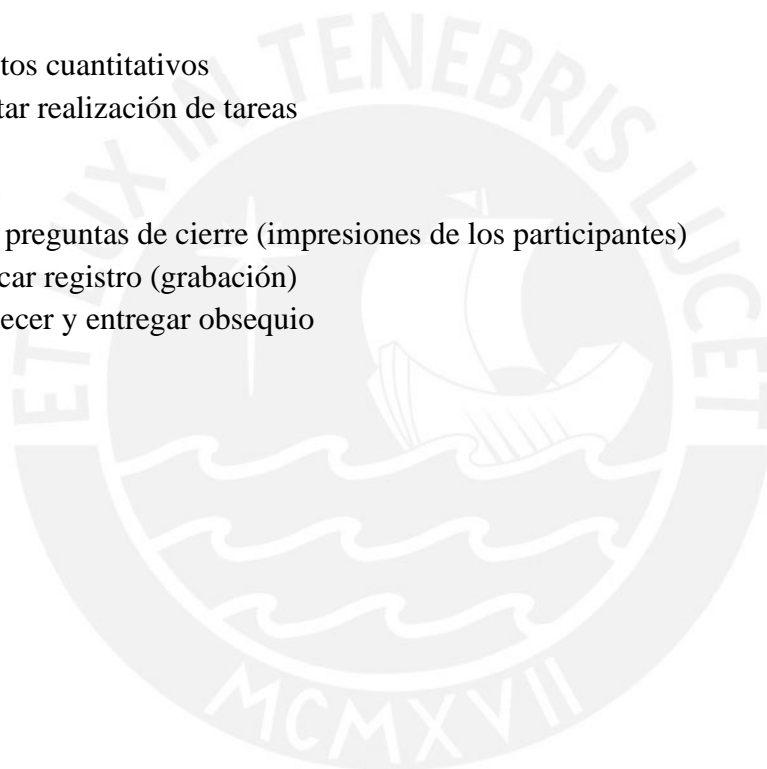 tos cuantitativos
tar realización de tareas
preguntas de cierre (impresiones de los participantes)
car registro (grabación)
ecer y entregar obsequio
ET LUX IN TENEBRIS LUCET
MCMXVII